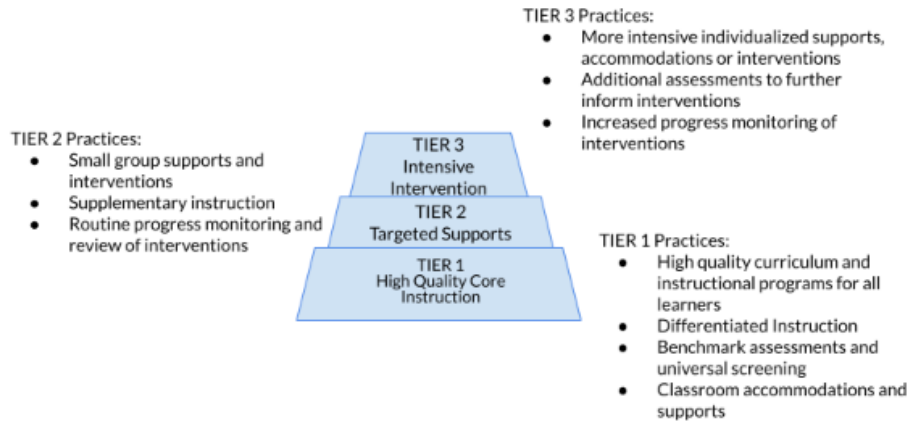 TIER 3 Practices:
● More intensive individualized supports,
accommodations or interventions
● Additional assessments to further
inform interventions
● Increased progress monitoring of
interventions
TIER 2 Practices:
● Small group supports and
interventions
● Supplementary instruction
● Routine progress monitoring and
review of interventions
TIER 3
Intensive
Intervention
TIER 2
Targeted Supports
TIER 1
High Quality Core
Instruction
TIER 1 Practices:
● High quality curriculum and
instructional programs for all
learners
● Differentiated Instruction
● Benchmark assessments and
universal screening
● Classroom accommodations and
supports